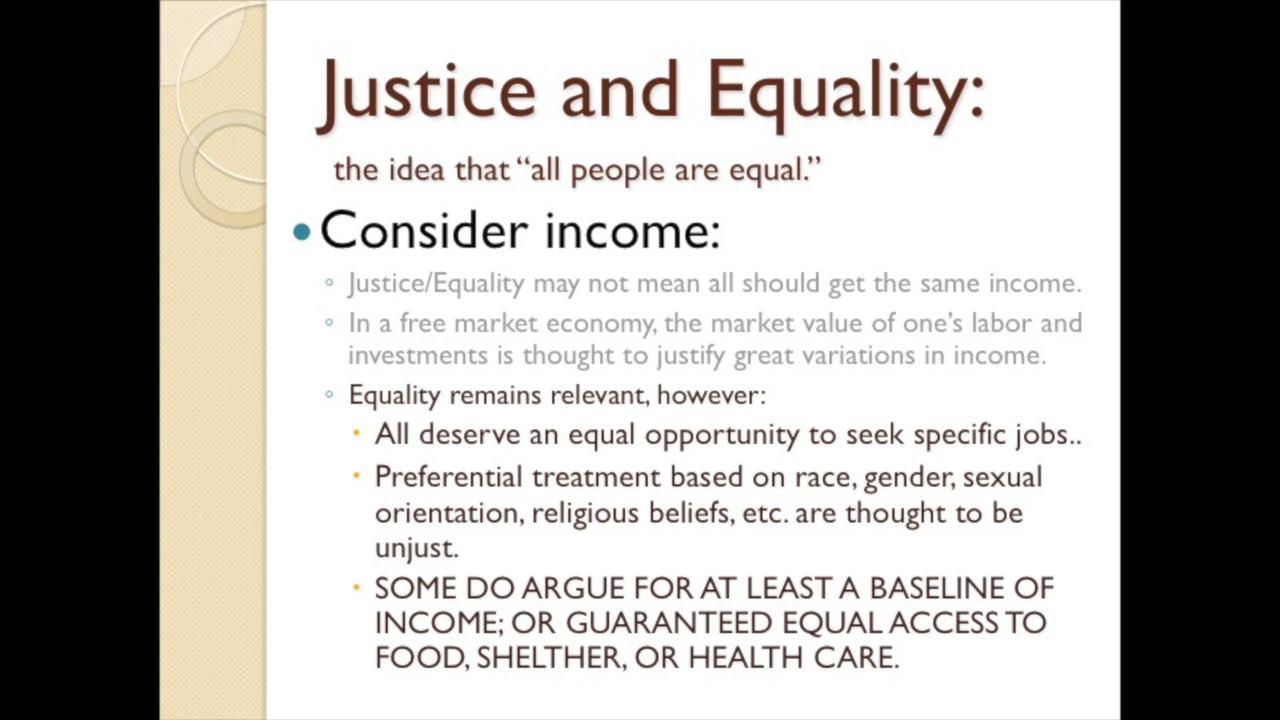 Justice and Equality:
the idea that “all people are equal.”
Consider income:
Justice/Equality may not mean all should get the same income.
In a free market economy, the market value of one’s labor and
investments is thought to justify great variations in income.
Equality remains relevant, however:
All deserve an equal opportunity to seek specific jobs..
Preferential treatment based on race, gender, sexual
orientation, religious beliefs, etc. are thought to be
unjust.
SOME DO ARGUE FOR AT LEAST A BASELINE OF
INCOME; OR GUARANTEED EQUAL ACCESS TO
FOOD, SHELTHER, OR HEALTH CARE.